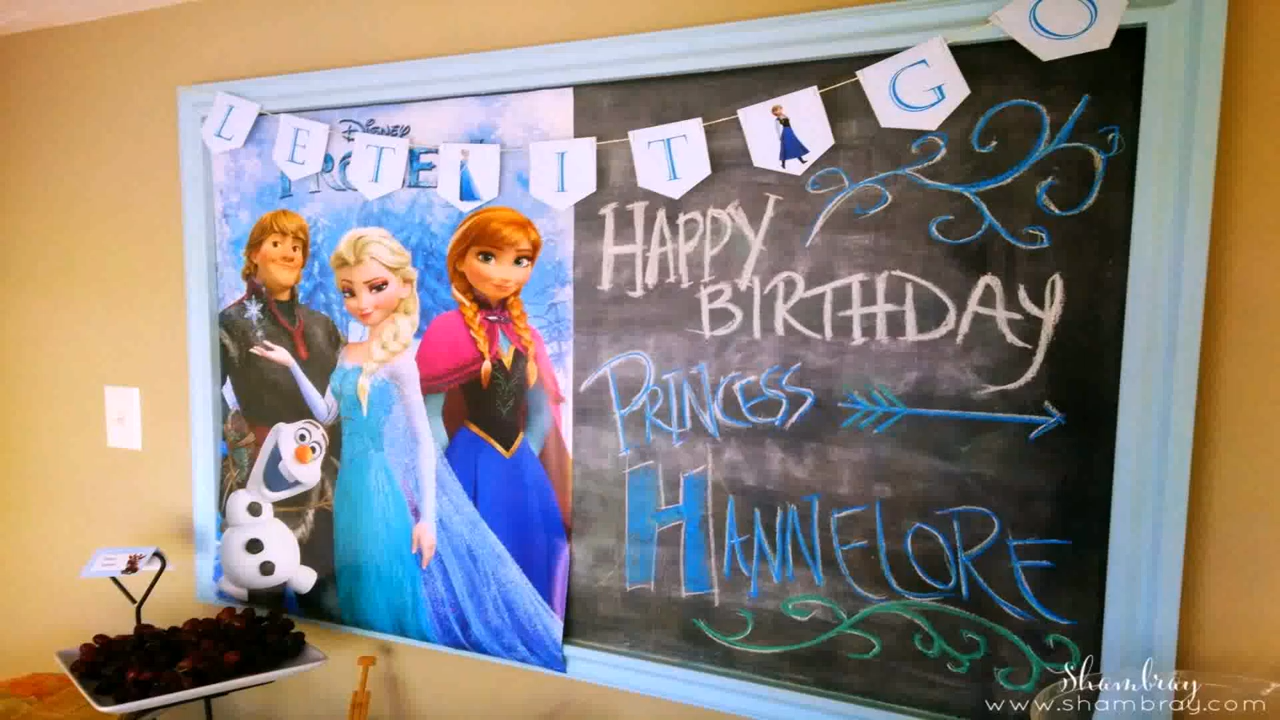 LET IT GO
DISNEY
FROZEN
HAPPY
BIRTHDAY
PRINCESS
HANNELORE
Shambray
www.shambray.com